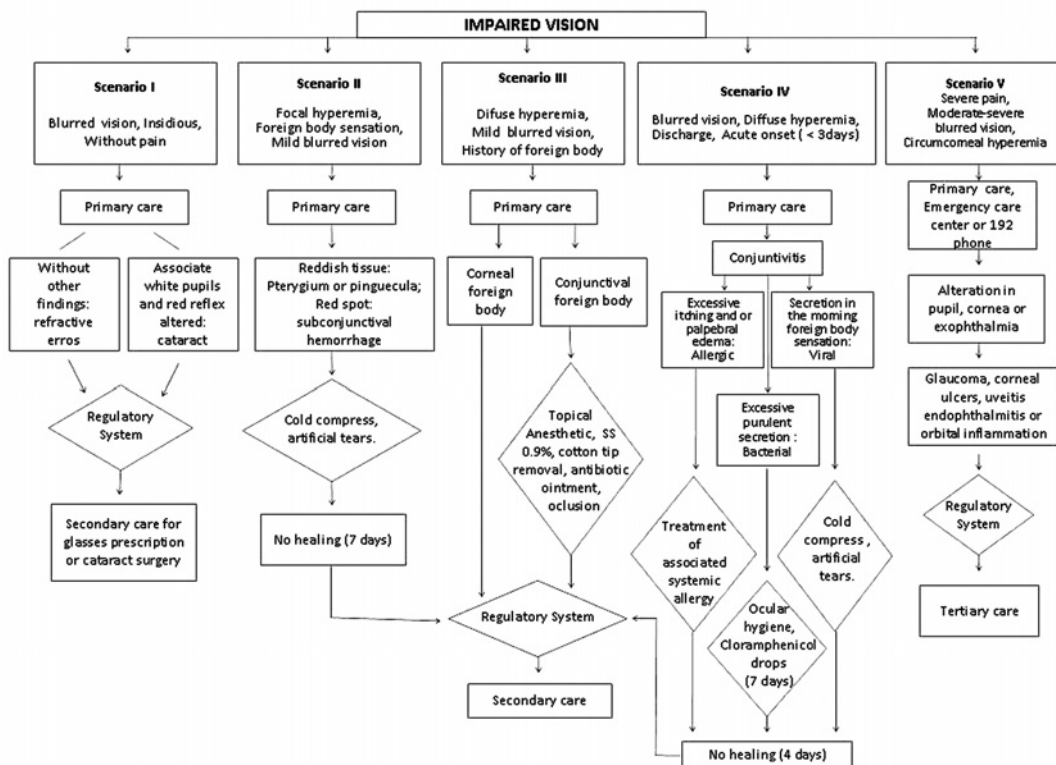 IMPAIRED VISION
Scenario I
Blurred vision, Insidious,
Without pain
Primary care
Without
other
findings:
refractive
erros
Associate
white pupils
and red reflex
altered:
cataract
Regulatory
System
Secondary care for
glasses prescription
or cataract surgery
Scenario II
Focal hyperemia,
Foreign body sensation,
Mild blurred vision
Primary care
Reddish tissue:
Pterygium or pinguecula;
Red spot:
subconjunctival
hemorrhage
Cold compress,
artificial tears.
No healing (7 days)
Scenario III
Diffuse hyperemia,
Mild blurred vision,
History of foreign body
Primary care
Corneal
foreign
body
Conjunctival
foreign body
Topical
Anesthetic, SS
0.9%, cotton tip
removal, antibiotic
ointment,
oclusion
Regulatory System
Secondary care
Scenario IV
Blurred vision, Diffuse hyperemia,
Discharge, Acute onset ( < 3days)
Primary care
Conjuntivitis
Excessive
itching and or
palpebral
edema:
Allergic
Secretion in
the morning
foreign body
sensation:
Viral
Excessive
purulent
secretion :
Bacterial
Treatment
of
associated
systemic
allergy
Ocular
hygiene,
Cloramphenicol
drops
(7 days)
Cold
compress ,
artificial
tears.
No healing (4 days)
Scenario V
Severe pain,
Moderate-severe
blurred vision,
Circumcorneal hyperemia
Primary care,
Emergency care
center or 192
phone
Alteration in
pupil, cornea or
exophthalmia
Glaucoma, corneal
ulcers, uveitis
endophthalmitis or
orbital inflammation
Regulatory
System
Tertiary care